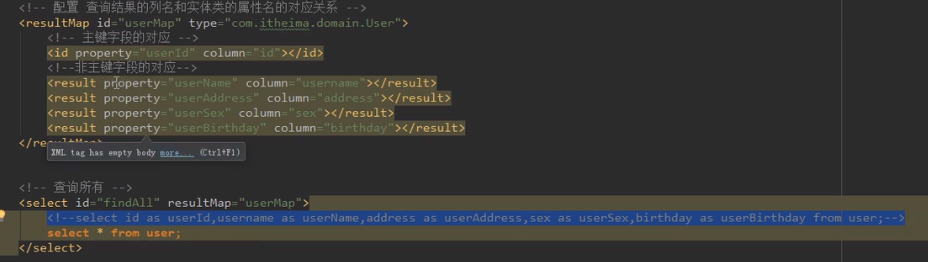 <!-- 配置 查询结果的列名和实体类的属性名的对应关系 -->
<resultMap id="userMap" type="com.itheima.domain.User">
<!-- 主键字段的对应 -->
<id property="userId" column="id"></id>
<!--非主键字段的对应-->
<result property="userName" column="username"></result>
<result property="userAddress" column="address"></result>
<result property="userSex" column="sex"></result>
<result property="userBirthday" column="birthday"></result>
</resultMap>
XML tag has empty body more... (Ctrl+F1)
<!-- 查询所有 -->
<select id="findAll" resultMap="userMap">
<!--select id as userId,username as userName,address as userAddress,sex as userSex,birthday as userBirthday from user;-->
select * from user;
</select>